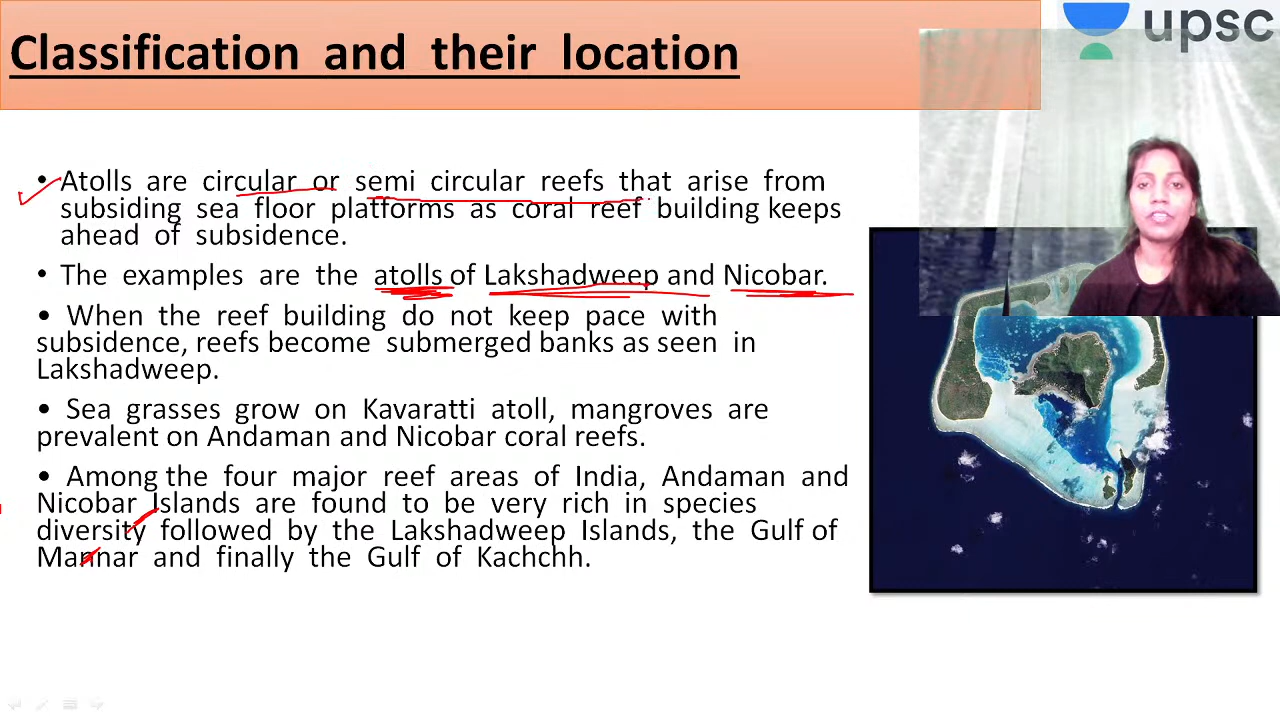 Classification and their location
upsc
• Atolls are circular or semi circular reefs that arise from
subsiding sea floor platforms as coral reef building keeps
ahead of subsidence.
• The examples are the atolls of Lakshadweep and Nicobar.
• When the reef building do not keep pace with
subsidence, reefs become submerged banks as seen in
Lakshadweep.
• Sea grasses grow on Kavaratti atoll, mangroves are
prevalent on Andaman and Nicobar coral reefs.
• Among the four major reef areas of India, Andaman and
Nicobar Islands are found to be very rich in species
diversity followed by the Lakshadweep Islands, the Gulf of
Mannar and finally the Gulf of Kachchh.